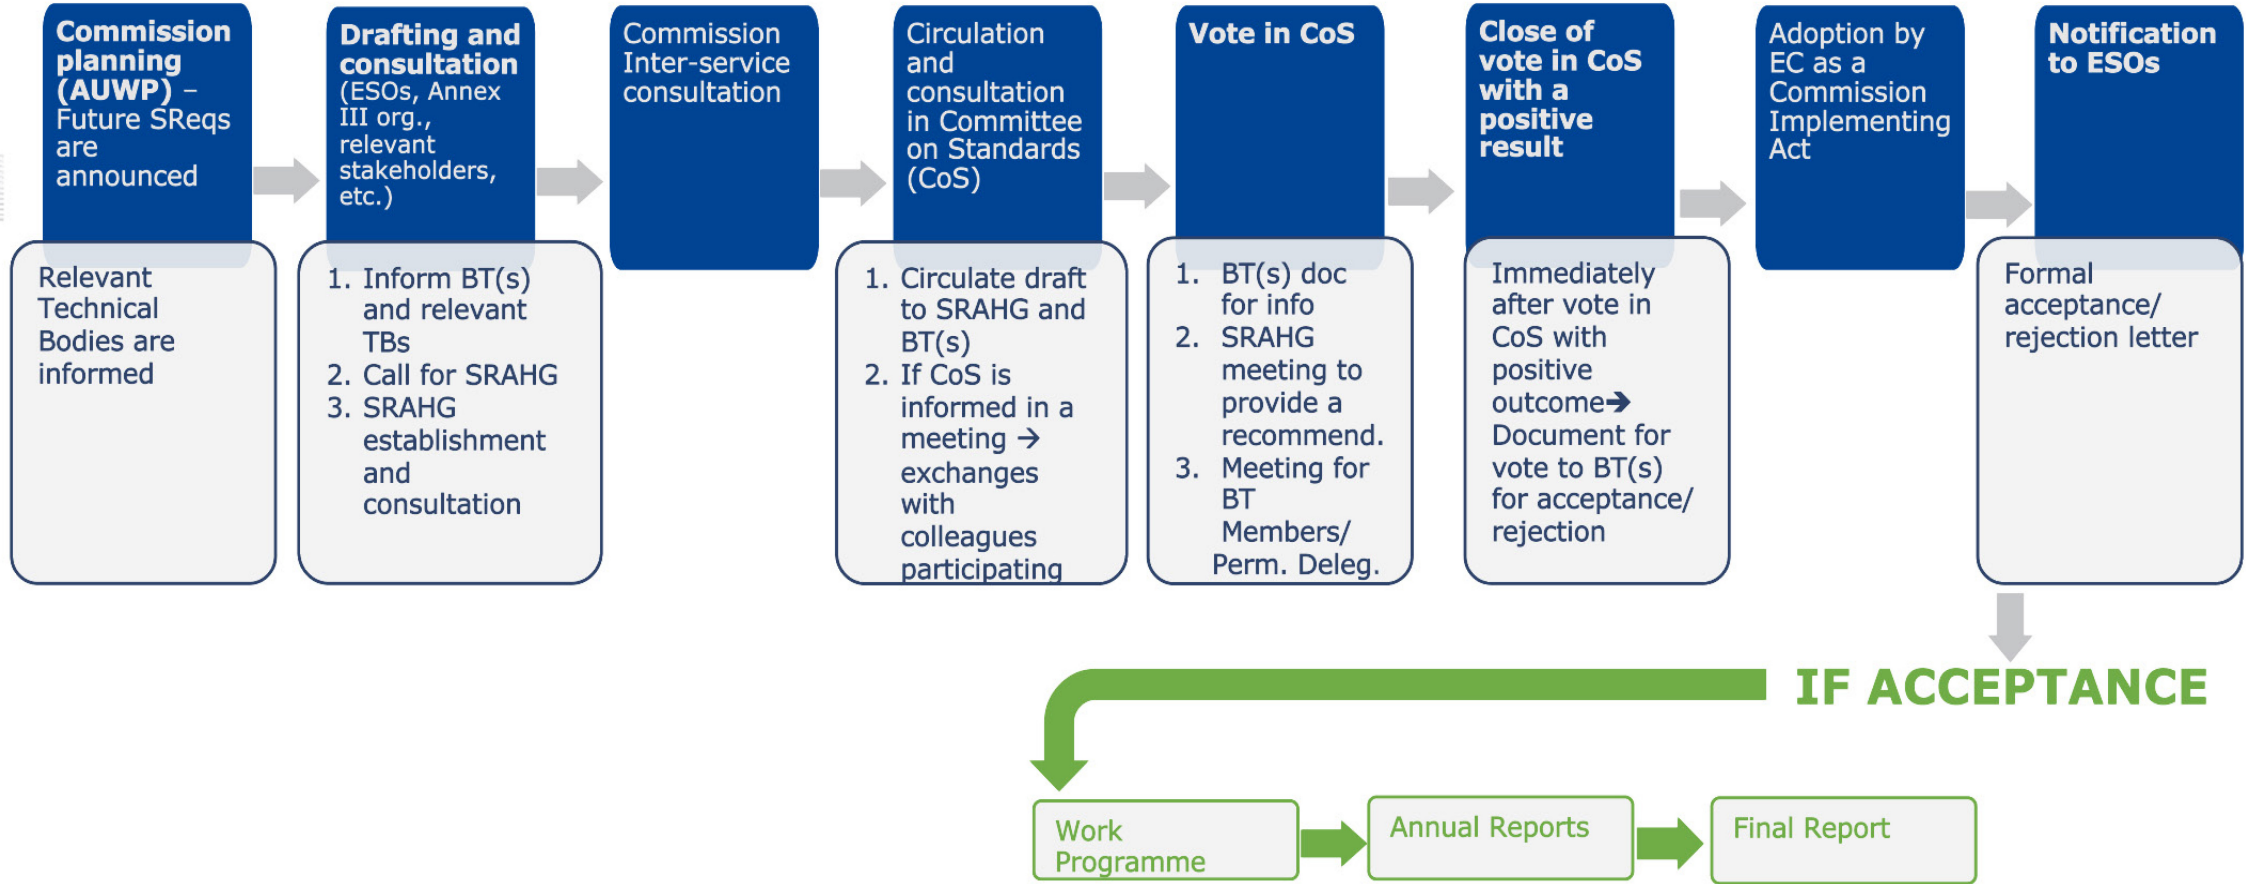 Commission
planning
(AUWP) –
Future SReqs
are
announced
Relevant
Technical
Bodies are
informed
Drafting and
consultation
(ESOs, Annex
III org.,
relevant
stakeholders,
etc.)
1. Inform BT(s)
and relevant
TBs
2. Call for SRAHG
3. SRAHG
establishment
and
consultation
Commission
Inter-service
consultation
Circulation
and
consultation
in Committee
on Standards
(CoS)
1. Circulate draft
to SRAHG and
BT(s)
2. If CoS is
informed in a
meeting →
exchanges
with
colleagues
participating
Vote in CoS
1. BT(s) doc
for info
2. SRAHG
meeting to
provide a
recommend.
3. Meeting for
BT
Members/
Perm. Deleg.
Close of
vote in CoS
with a
positive
result
Immediately
after vote in
CoS with
positive
outcome➔
Document for
vote to BT(s)
for acceptance/
rejection
Adoption by
EC as a
Commission
Implementing
Act
Notification
to ESOs
Formal
acceptance/
rejection letter
IF ACCEPTANCE
Work
Programme
Annual Reports
Final Report